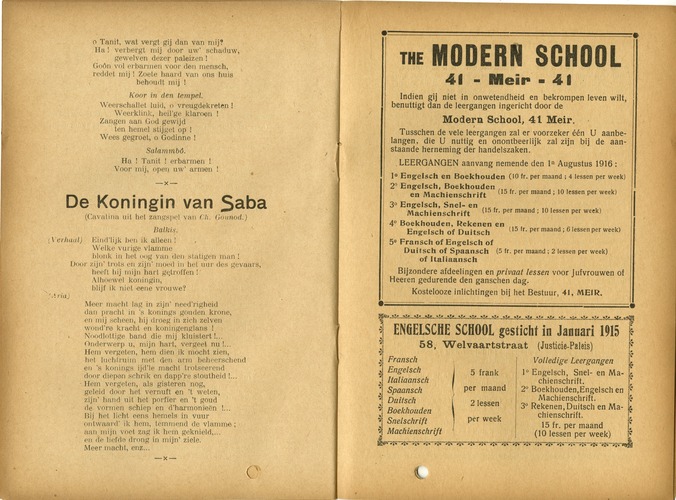 o Tanit, wat vergt gij dan van mij?
Ha ! verbergt mij door uw' schaduw,
gewelven dezer paleizen !
Goôn vol erbarmen voor den mensch,
reddet mij ! Zoele haard van ons huis
behoudt mij !
Koor in den tempel.
Weerschallet luid, o vreugdekreten !
Weerklink, heil'ge klaroen !
Zangen aan God gewijd
ten hemel stijget op !
Wees gegroet, o Godinne !
Salammbô.
Ha ! Tanit ! erbarmen !
Voor mij, open uw' armen !
—x—
De Koningin van Saba
(Cavatina uit het zangspel van Ch. Gounod.)
Balkis.
(Verhaal) Eind'lijk ben ik alleen !
Welke vurige vlamme
blonk in het oog van den statigen man !
Door zijn' trots en zijn' moed in het uur des gevaars,
heeft hij mijn hart getroffen !
Alhoewel koningin,
blijf ik niet eene vrouwe?
(Aria)
Meer macht lag in zijn' need'righeid
dan pracht in 's konings gouden krone,
en mij scheen, hij droeg in zich zelven
wond're kracht en koningenglans !
Noodlottige hand die mij kluistert !...
Onderwerp u, mijn hart, vergeet nu !...
Hem vergeten, hem dien ik mocht zien,
het luchtruim met den arm beheerschend
en 's konings ijd'le macht trotseerend
door diepen schrik en dapp're stoutheid !...
Hem vergeten, als gisteren nog,
geleid door het vernuft en 't weten,
zijn' hand uit het porfier en 't goud
de vormen schiep en d'harmonieën !...
Bij het licht eens hemels in vuur
ontwaard' ik hem, temmend de vlamme ;
aan mijn voet zag ik hem geknield,...
en de liefde drong in mijn' ziele.
Meer macht, enz...
—x—
THE MODERN SCHOOL
41 - Meir - 41
Indien gij niet in onwetendheid en bekrompen leven wilt,
benuttigt dan de leergangen ingericht door de
Modern School, 41 Meir.
Tusschen de vele leergangen zal er voorzeker één U aanbe-
langen, die U nuttig en onontbeerlijk zal zijn bij de aan-
staande herneming der handelszaken.
LEERGANGEN aanvang nemende den 1n Augustus 1916 :
1e Engelsch en Boekhouden (10 fr. per maand ; 4 lessen per week)
2e Engelsch, Boekhouden
en Machienschrift (15 fr. per maand ; 10 lessen per week)
3e Engelsch, Snel- en
Machienschrift (15 fr. per maand ; 10 lessen per week)
4e Boekhouden, Rekenen en
Engelsch of Duitsch (15 fr. per maand ; 6 lessen per week)
5e Fransch of Engelsch of
Duitsch of Spaansch (5 fr. per maand ; 2 lessen per week)
of Italiaansch
Bijzondere afdeelingen en privaat lessen voor jufvrouwen of
Heeren gedurende den ganschen dag.
Kostelooze inlichtingen bij het Bestuur, 41, MEIR.
ENGELSCHE SCHOOL gesticht in Januari 1915
58, Welvaartstraat (Justicie-Paleis)
Fransch
Engelsch
Italiaansch
Spaansch
Duitsch
Boekhouden
Snelschrift
Machienschrift
5 frank
per maand
2 lessen
per week
Volledige Leergangen
1e Engelsch, Snel- en Ma-
chienschrift.
2e Boekhouden, Engelsch en
Machienschrift.
3e Rekenen, Duitsch en Ma-
chienschrift.
15 fr. per maand
(10 lessen per week)